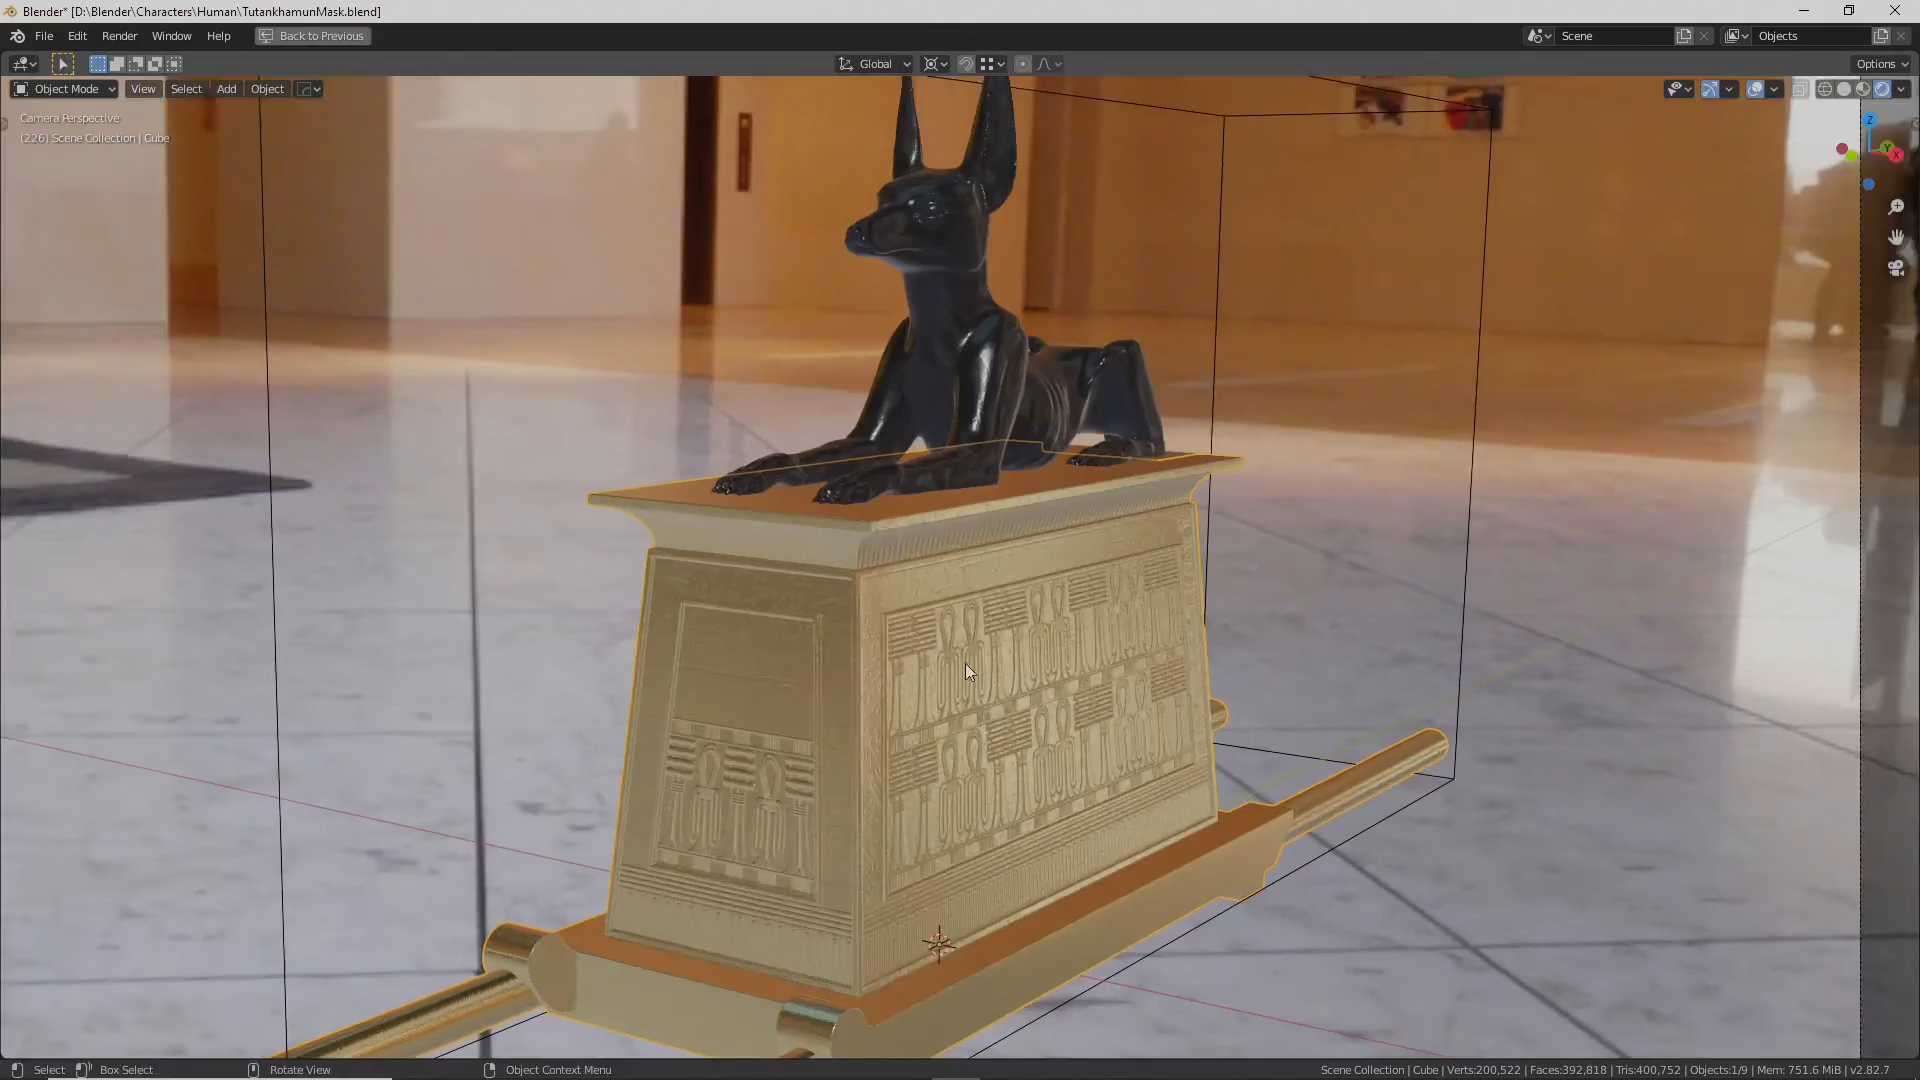 Blender* [D:\Blender\Characters\Human\TutankhamunMask.blend]
File Edit Render Window Help Back to Previous Scene Objects
Global Options
Object Mode View Select Add Object
Camera Perspective
(226) Scene Collection | Cube
Z
Y
X
Select Box Select Rotate View Object Context Menu Scene Collection | Cube | Verts:200,522 | Faces:392,818 | Tris:400,752 | Objects:1/9 | Mem: 751.6 MiB | v2.82.7